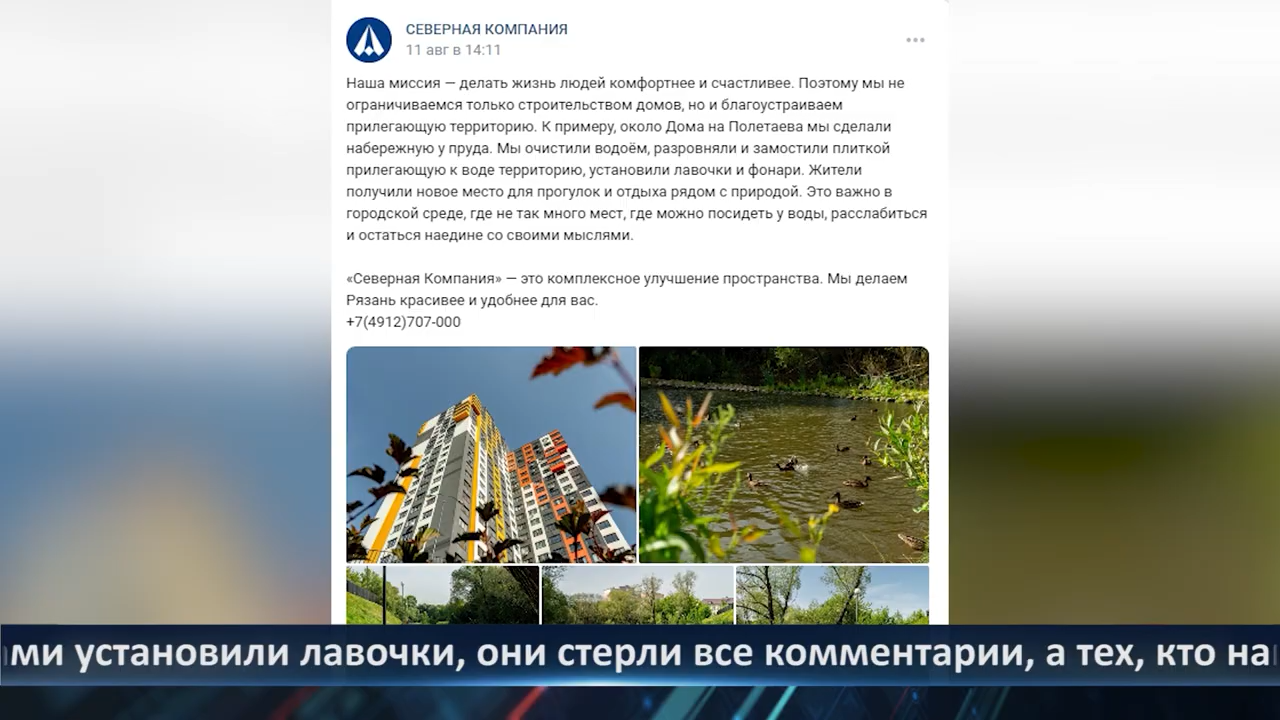 СЕВЕРНАЯ КОМПАНИЯ
11 авг в 14:11
Наша миссия — делать жизнь людей комфортнее и счастливее. Поэтому мы не
ограничиваемся только строительством домов, но и благоустраиваем
прилегающую территорию. К примеру, около Дома на Полетаева мы сделали
набережную у пруда. Мы очистили водоём, разровняли и замостили плиткой
прилегающую к воде территорию, установили лавочки и фонари. Жители
получили новое место для прогулок и отдыха рядом с природой. Это важно в
городской среде, где не так много мест, где можно посидеть у воды, расслабиться
и остаться наедине со своими мыслями.
«Северная Компания» — это комплексное улучшение пространства. Мы делаем
Рязань красивее и удобнее для вас.
+7(4912)707-000
ами установили лавочки, они стерли все комментарии, а тех, кто на